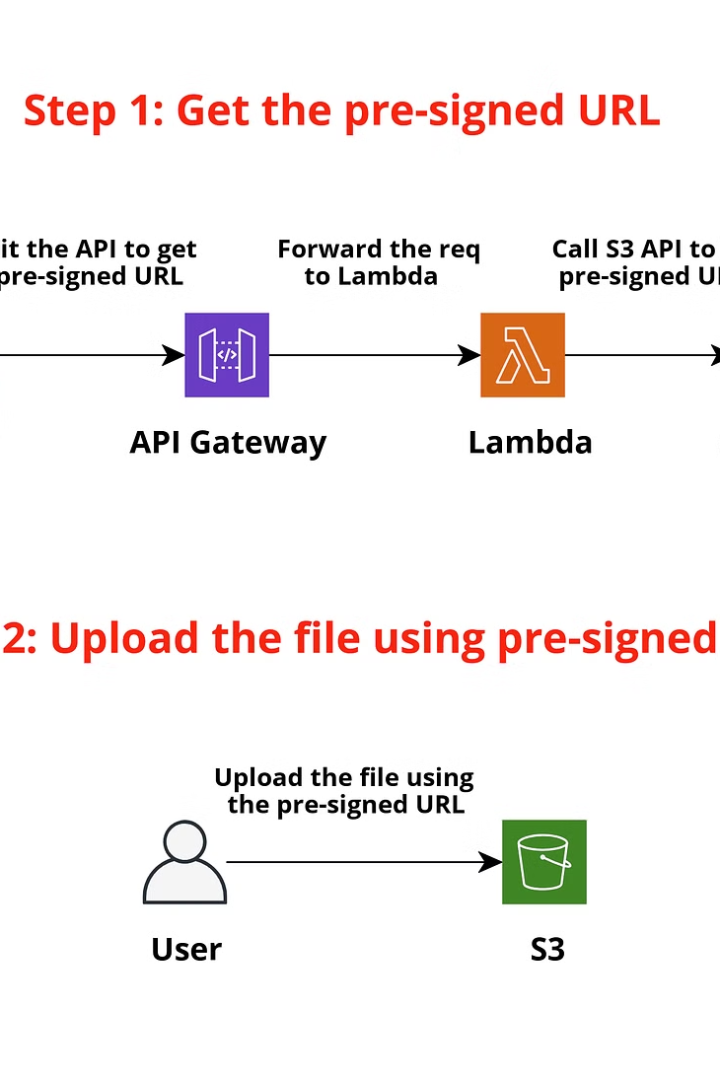 Step 1: Get the pre-signed URL
it the API to get
pre-signed URL
Forward the req
to Lambda
Call S3 API to
pre-signed
</>
API Gateway
Lambda
2: Upload the file using pre-signed
Upload the file using
the pre-signed URL
User
S3